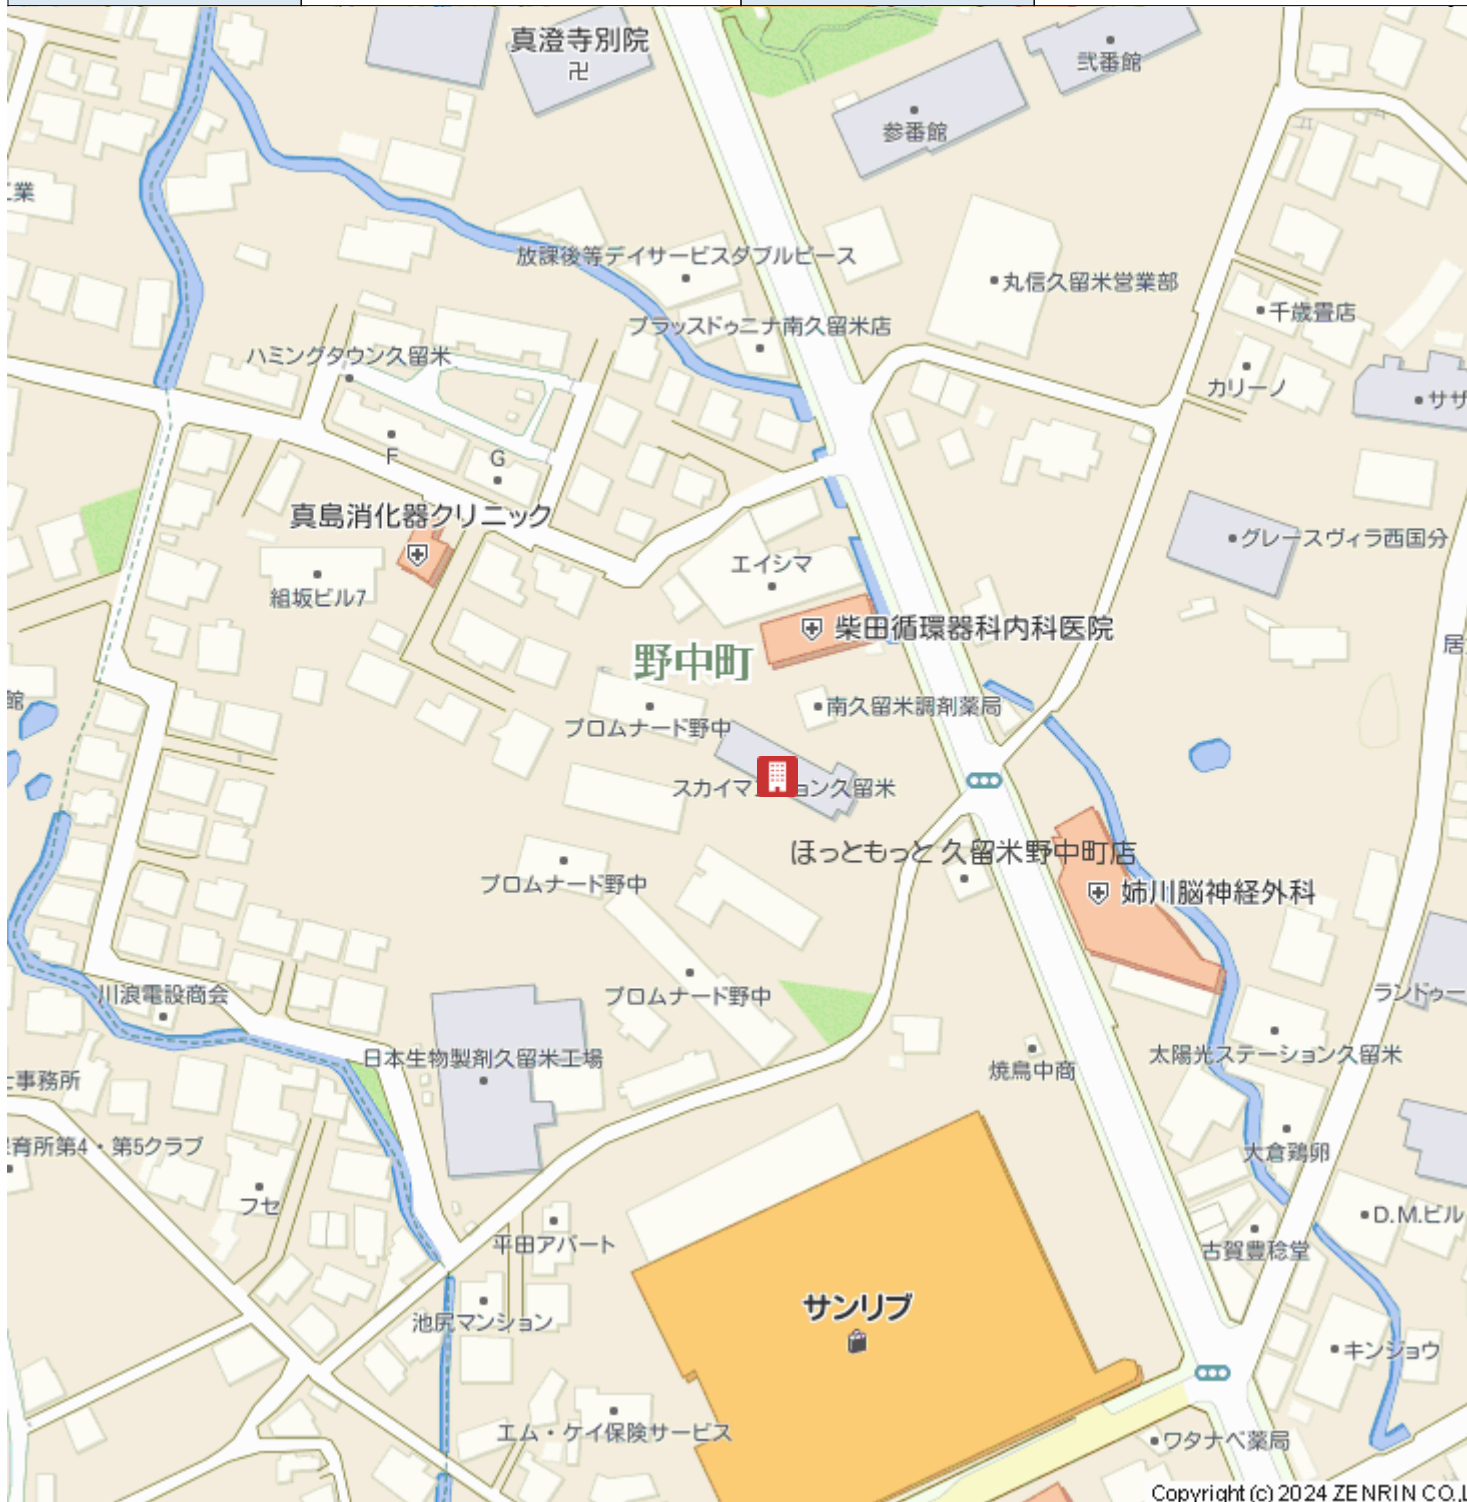 真澄寺別院
弐番館
参番館
業
放課後等デイサービスダブルピース
丸信久留米営業部
千歳畳店
プラッスドゥニナ南久留米店
ハミングタウン久留米
カリーノ
ササ
F
G
真島消化器クリニック
グレースヴィラ西国分
エイシマ
組坂ビル7
柴田循環器科内科医院
野中町
居
館
南久留米調剤薬局
プロムナード野中
スカイマンション久留米
ほっともっと 久留米野中町店
プロムナード野中
姉川脳神経外科
川浪電設商会
プロムナード野中
ランドゥー
日本生物製剤久留米工場
太陽光ステーション久留米
焼鳥中商
事務所
育所第4・第5クラブ
大倉鶏卵
フセ
D.M.ビル
平田アパート
古賀豊稔堂
サンリブ
池尻マンション
キンジョウ
エム・ケイ保険サービス
ワタナベ薬局
Copyright (c) 2024 ZENRIN CO.,L